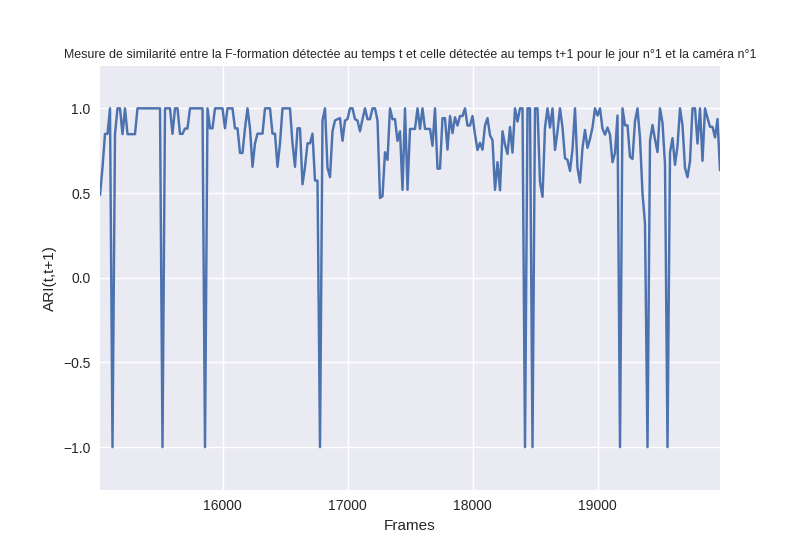 Mesure de similarité entre la F-formation détectée au temps t et celle détectée au temps t+1 pour le jour n°1 et la caméra n°1
1.0
0.5
0.0
−0.5
−1.0
ARI(t,t+1)
16000 17000 18000 19000
Frames